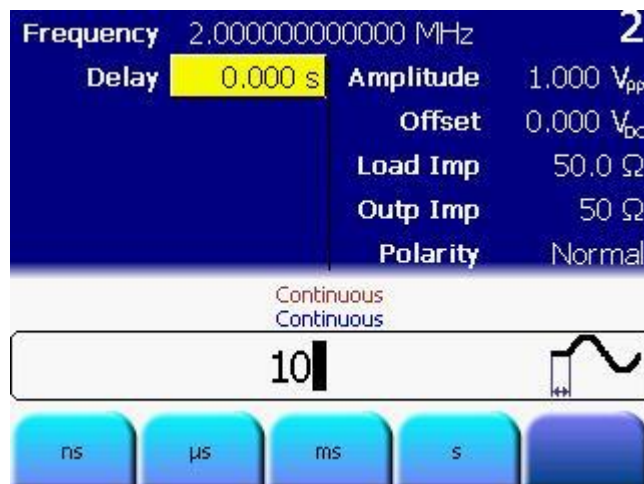 Frequency 2.000000000000 MHz 2
Delay 0.000 s Amplitude 1.000 Vpp
Offset 0.000 VDC
Load Imp 50.0 Ω
Outp Imp 50 Ω
Polarity Normal
Continuous
Continuous
10
ns µs ms s